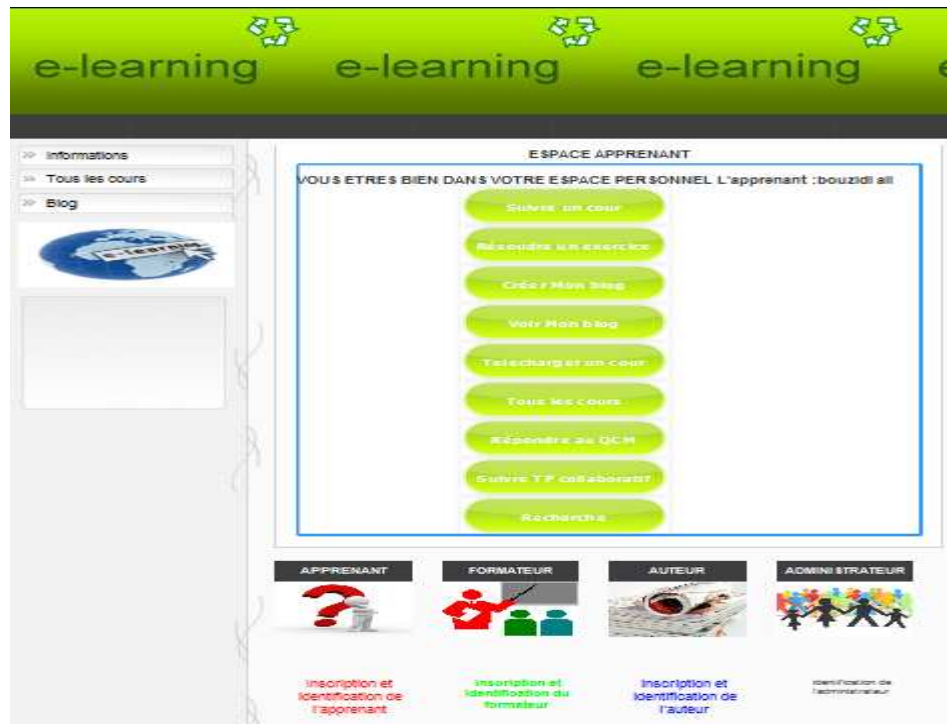 e-learning e-learning e-learning e
Informations
Tous les cours
Blog
e-learning
ESPACE APPRENANT
VOUS ETRES BIEN DANS VOTRE ESPACE PERSONNEL L'apprenant :bouzidi ali
Suivre un cour
Résoudre un exercice
Créer Mon blog
Voir Mon blog
Telecharger un cour
Tous les cours
Répondre au QCM
Suivre TP collaboratif
Recherche
APPRENANT FORMATEUR AUTEUR ADMINISTRATEUR
Inscription et
Identification de
l'apprenant
Inscription et
Identification du
formateur
Inscription et
Identification de
l'auteur
Identification de
l'administrateur